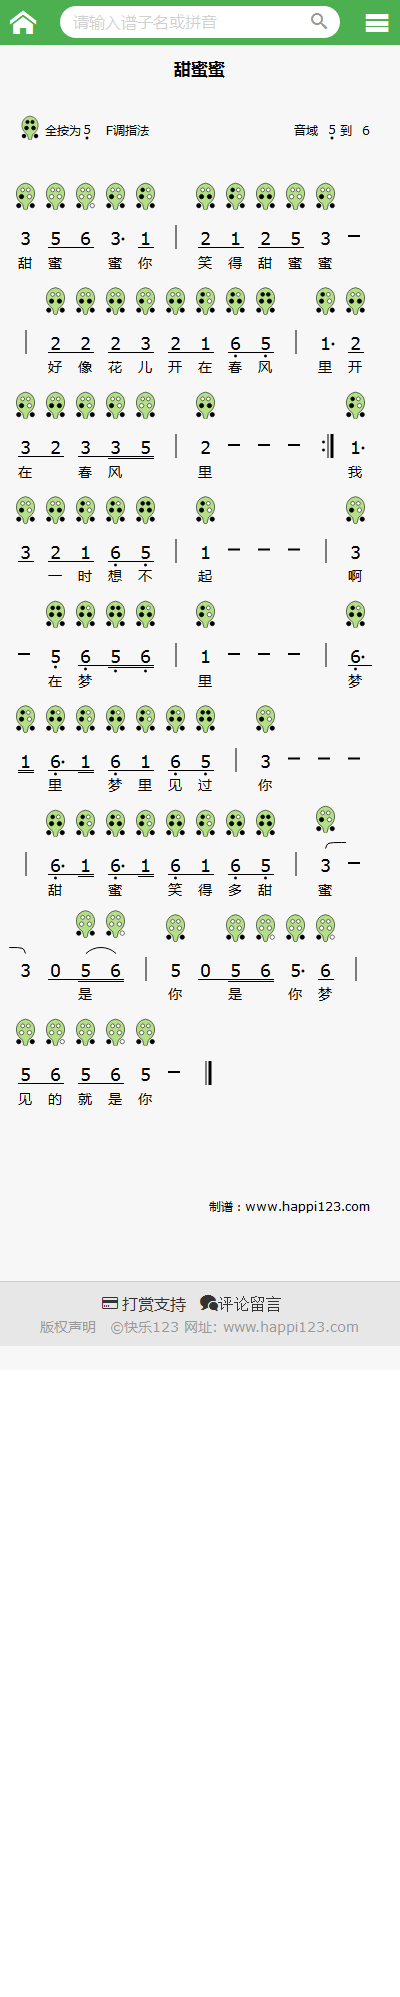 请输入谱子名或拼音
甜蜜蜜
全按为5 F调指法 音域 5 到 6
3 5 6 3· 1 | 2 1 2 5 3 —
甜 蜜 蜜 你 笑 得 甜 蜜 蜜
| 2 2 2 3 2 1 6 5 | 1· 2
好 像 花 儿 开 在 春 风 里 开
3 2 3 3 5 | 2 — — — :| 1·
在 春 风 里 我
3 2 1 6 5 | 1 — — — | 3
一 时 想 不 起 啊
— 5 6 5 6 | 1 — — — | 6·
在 梦 里 梦
1 6· 1 6 1 6 5 | 3 — — —
里 梦 里 见 过 你
| 6· 1 6· 1 6 1 6 5 | 3 —
甜 蜜 笑 得 多 甜 蜜
3 0 5 6 | 5 0 5 6 5· 6 |
是 你 是 你 梦
5 6 5 6 5 — ‖
见 的 就 是 你
制谱：www.happi123.com
打赏支持 评论留言
版权声明 ©快乐123 网址: www.happi123.com